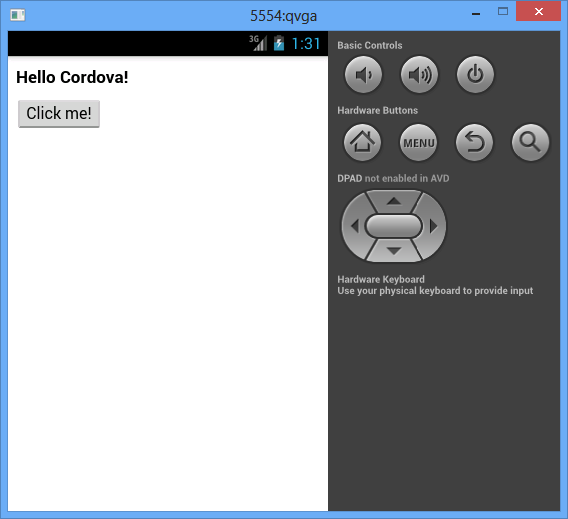 5554:qvga
3G 1:31
Hello Cordova!
Click me!
Basic Controls
Hardware Buttons
MENU
DPAD not enabled in AVD
Hardware Keyboard
Use your physical keyboard to provide input